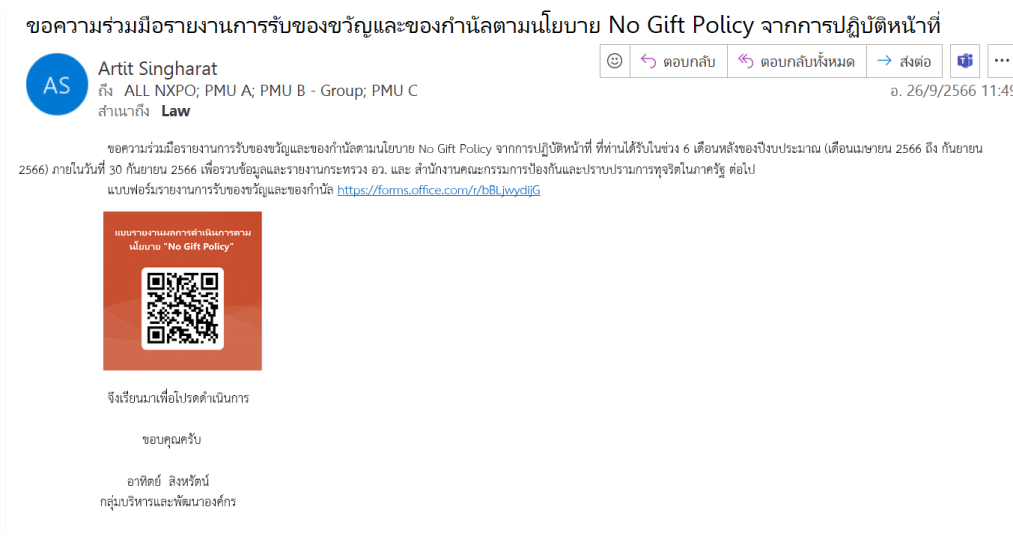 ขอความร่วมมือรายงานการรับของขวัญและของกำนัลตามนโยบาย No Gift Policy จากการปฏิบัติหน้าที่
AS
Artit Singharat
ตอบกลับ
ตอบกลับทั้งหมด
ส่งต่อ
ถึง ALL NXPO; PMU A; PMU B - Group; PMU C
อ. 26/9/2566 11:49
สำเนาถึง Law
ขอความร่วมมือรายงานการรับของขวัญและของกำนัลตามนโยบาย No Gift Policy จากการปฏิบัติหน้าที่ ที่ท่านได้รับในช่วง 6 เดือนหลังของปีงบประมาณ (เดือนเมษายน 2566 ถึง กันยายน
2566) ภายในวันที่ 30 กันยายน 2566 เพื่อรวบข้อมูลและรายงานกระทรวง อว. และ สำนักงานคณะกรรมการป้องกันและปราบปรามการทุจริตในภาครัฐ ต่อไป
แบบฟอร์มรายงานการรับของขวัญและของกำนัล https://forms.office.com/r/bBLjwydijG
แบบรายงานผลการดำเนินการตาม
นโยบาย "No Gift Policy"
จึงเรียนมาเพื่อโปรดดำเนินการ
ขอบคุณครับ
อาทิตย์ สิงหรัตน์
กลุ่มบริหารและพัฒนาองค์กร